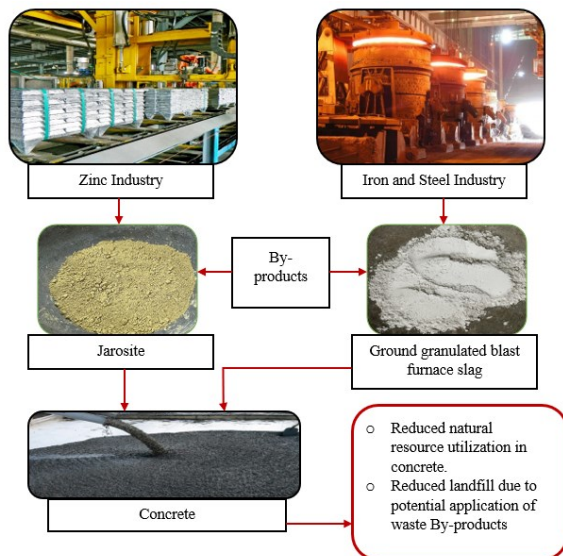 Zinc Industry
Iron and Steel Industry
By-
products
Jarosite
Ground granulated blast
furnace slag
Concrete
o Reduced natural
resource utilization in
concrete.
o Reduced landfill due to
potential application of
waste By-products